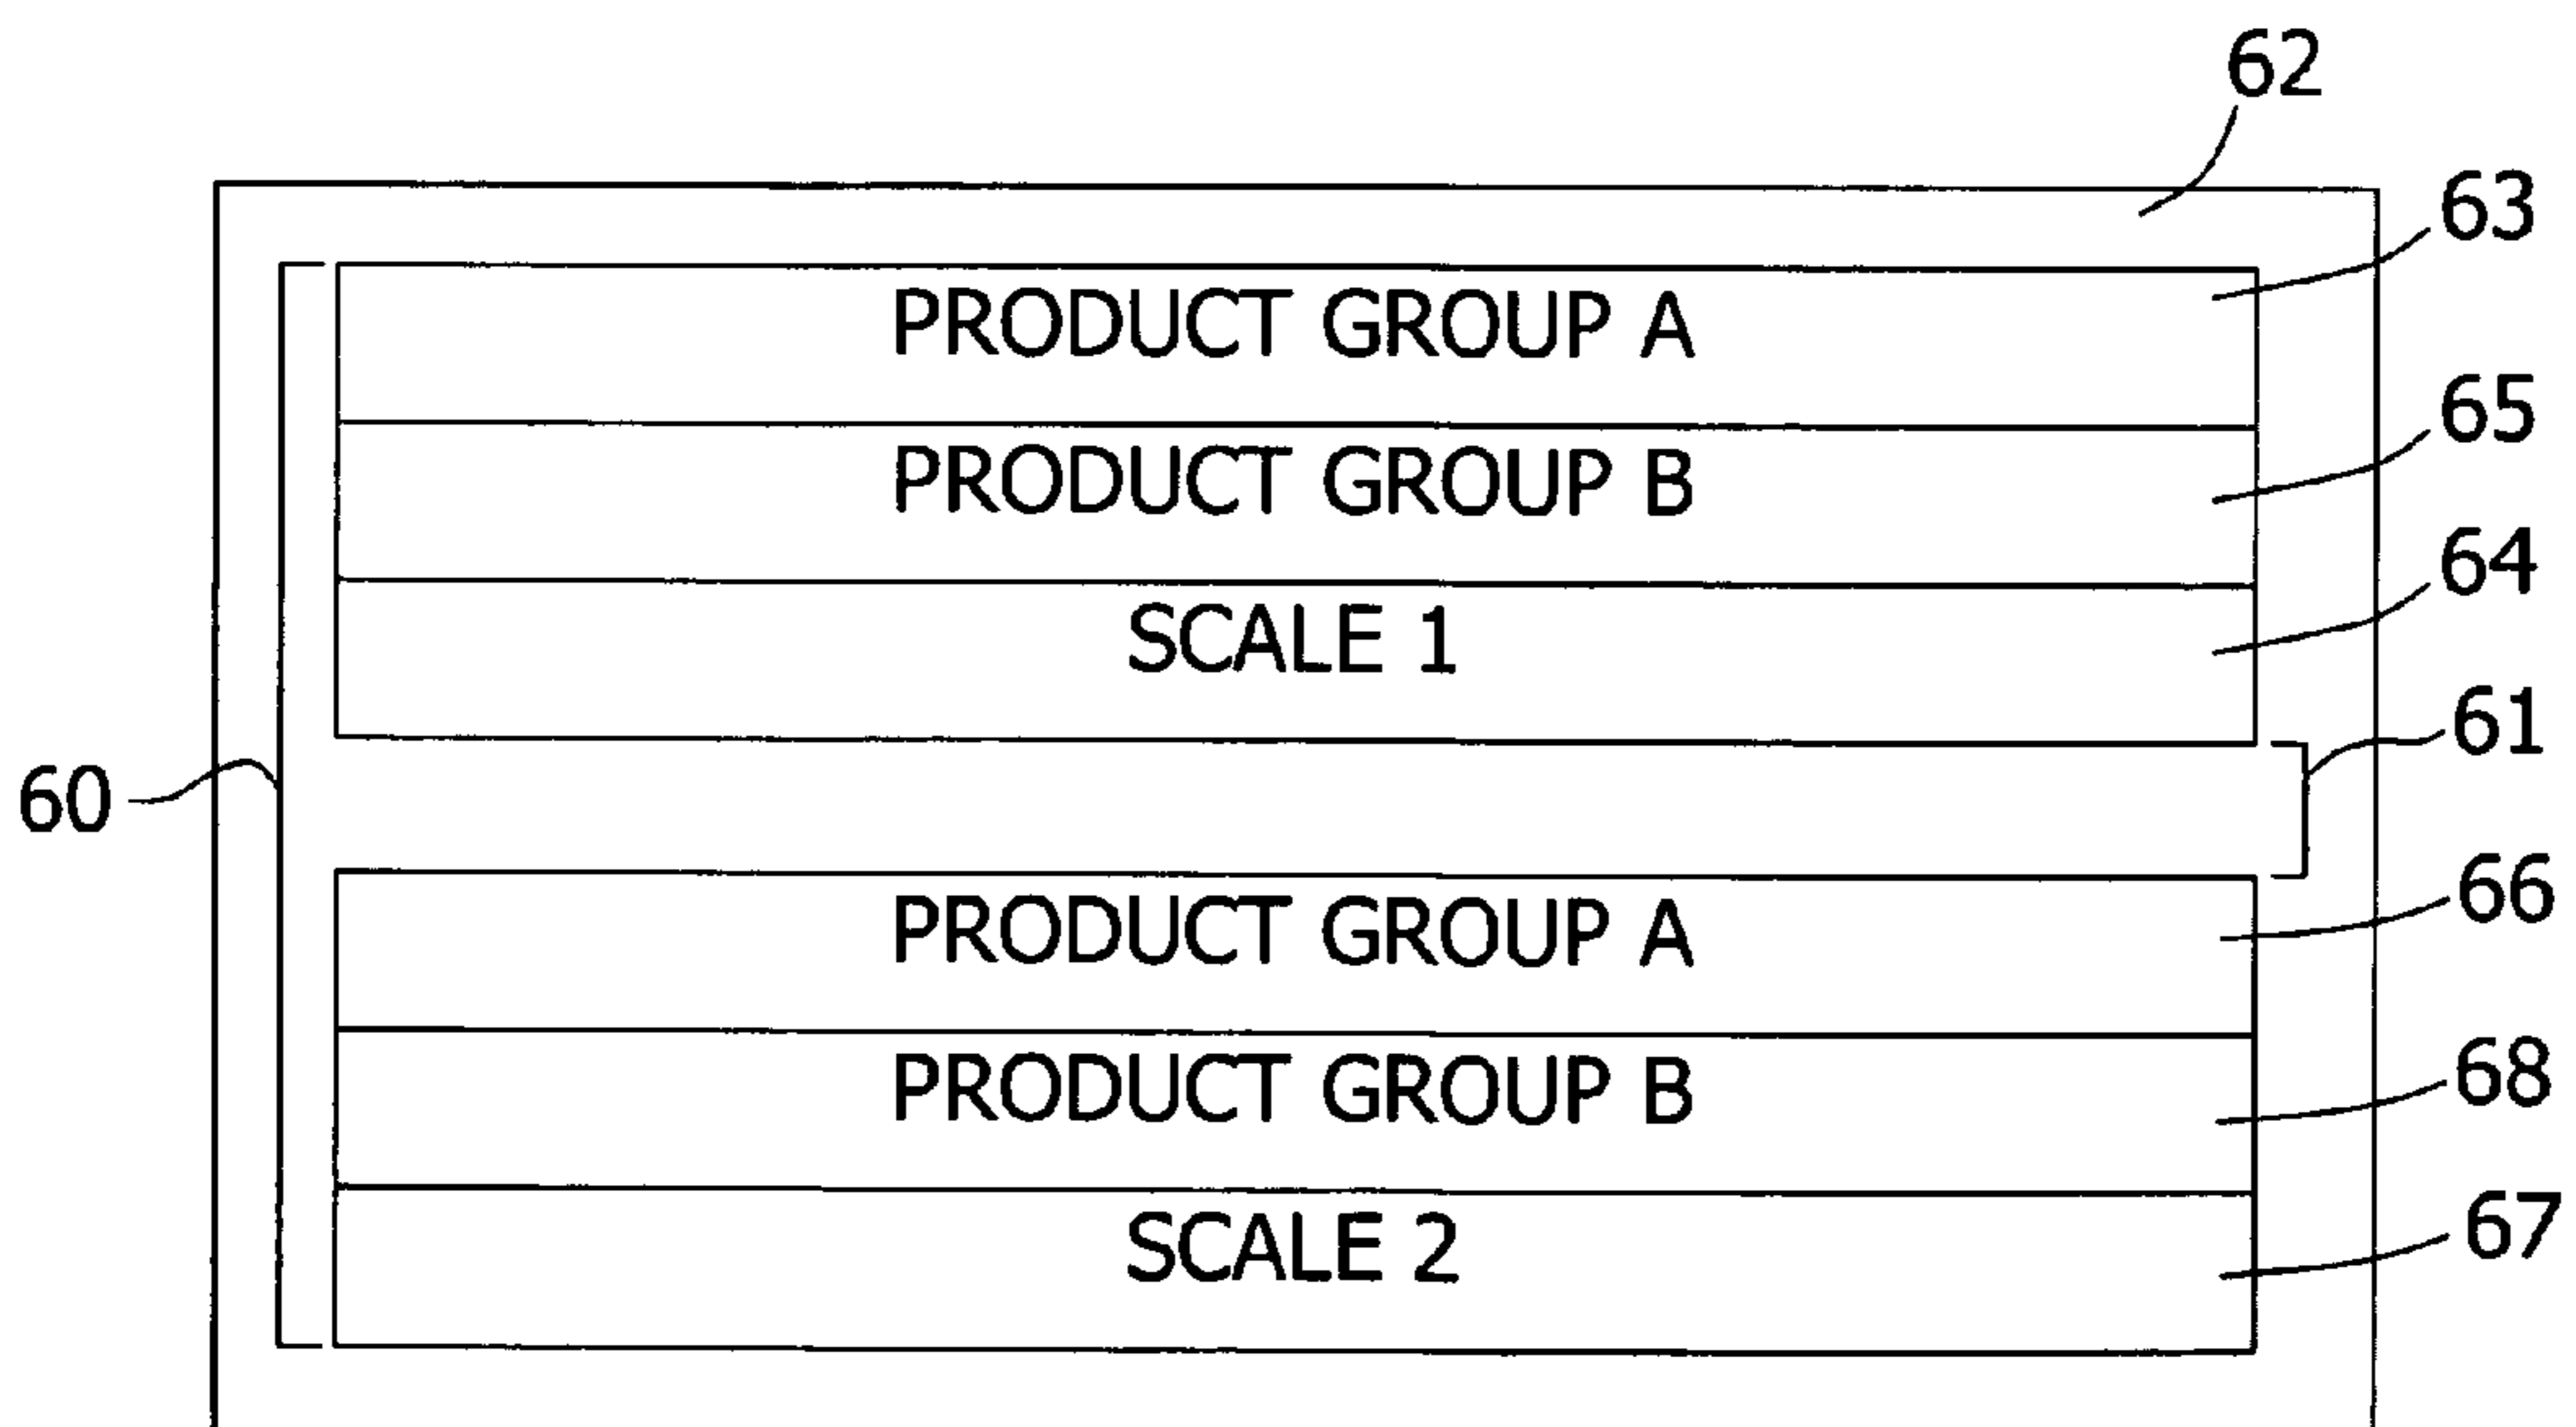 62
63
PRODUCT GROUP A
65
PRODUCT GROUP B
64
SCALE 1
61
60
66
PRODUCT GROUP A
68
PRODUCT GROUP B
67
SCALE 2